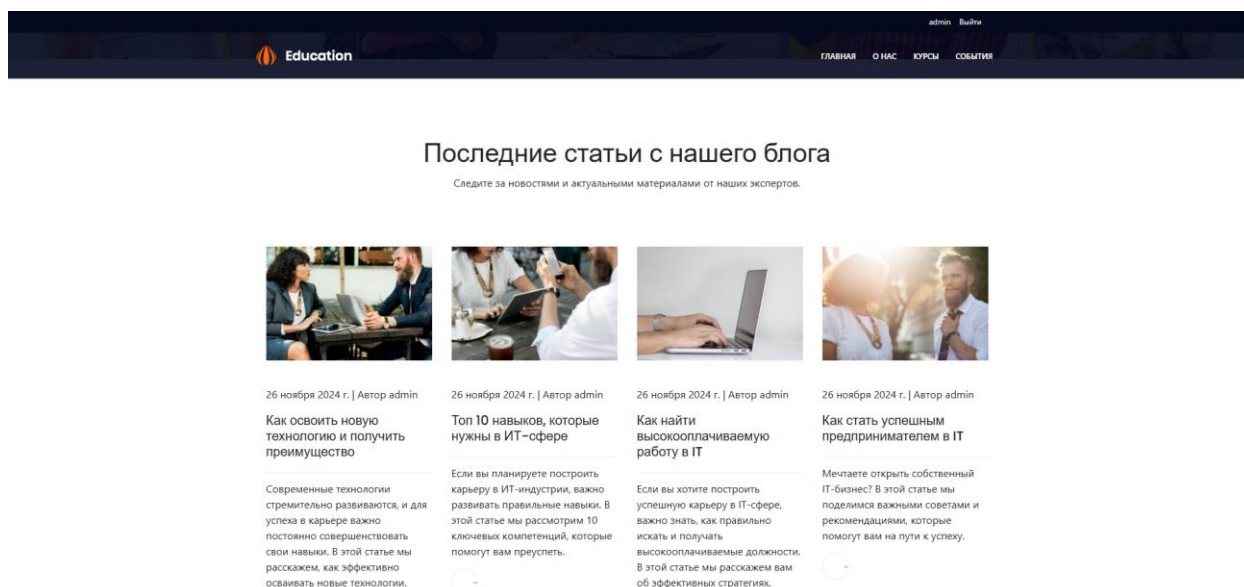 admin Выйти
Education
ГЛАВНАЯ О НАС КУРСЫ СОБЫТИЯ
Последние статьи с нашего блога
Следите за новостями и актуальными материалами от наших экспертов.
26 ноября 2024 г. | Автор admin
Как освоить новую
технологию и получить
преимущество
Современные технологии
стремительно развиваются, и для
успеха в карьере важно
постоянно совершенствовать
свои навыки. В этой статье мы
расскажем, как эффективно
осваивать новые технологии.
26 ноября 2024 г. | Автор admin
Топ 10 навыков, которые
нужны в ИТ-сфере
Если вы планируете построить
карьеру в ИТ-индустрии, важно
развивать правильные навыки. В
этой статье мы рассмотрим 10
ключевых компетенций, которые
помогут вам преуспеть.
26 ноября 2024 г. | Автор admin
Как найти
высокооплачиваемую
работу в IT
Если вы хотите построить
успешную карьеру в IT-сфере,
важно знать, как правильно
искать и получать
высокооплачиваемые должности.
В этой статье мы расскажем вам
об эффективных стратегиях.
26 ноября 2024 г. | Автор admin
Как стать успешным
предпринимателем в IT
Мечтаете открыть собственный
IT-бизнес? В этой статье мы
поделимся важными советами и
рекомендациями, которые
помогут вам на пути к успеху.